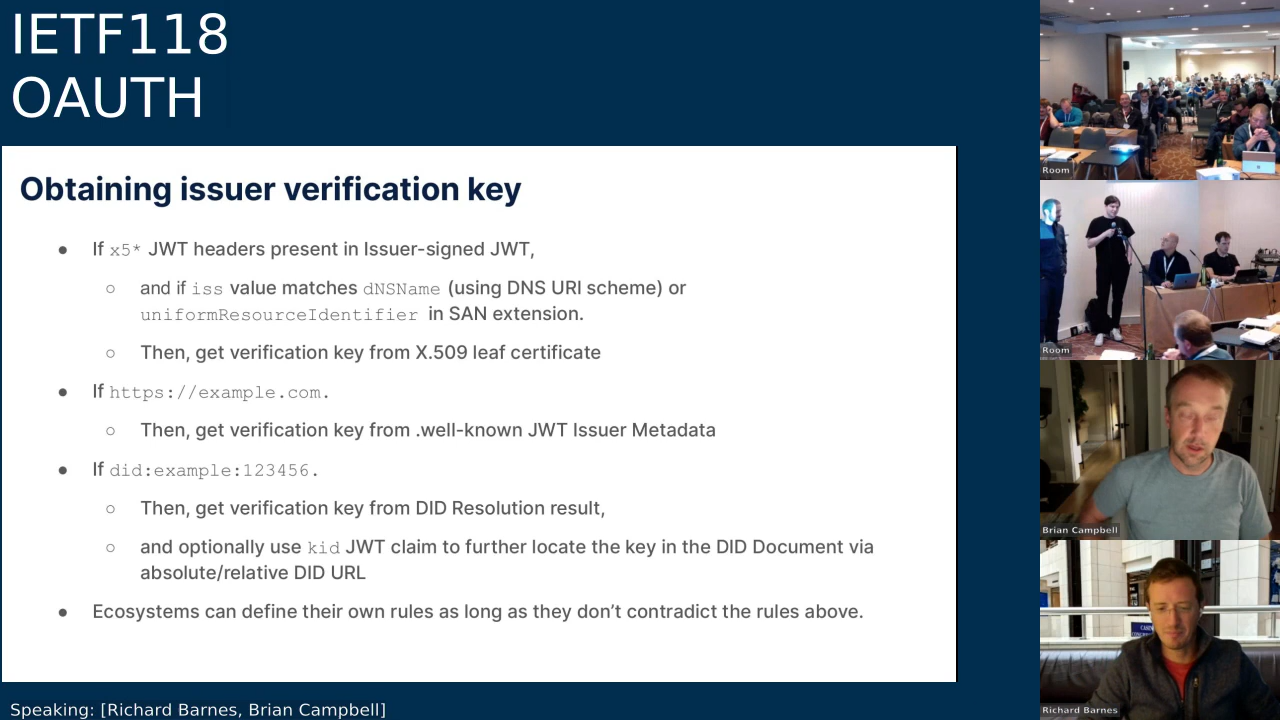 IETF118
OAUTH
Obtaining issuer verification key
● If x5* JWT headers present in Issuer-signed JWT,
○ and if iss value matches dNSName (using DNS URI scheme) or
uniformResourceIdentifier in SAN extension.
○ Then, get verification key from X.509 leaf certificate
● If https://example.com.
○ Then, get verification key from .well-known JWT Issuer Metadata
● If did:example:123456.
○ Then, get verification key from DID Resolution result,
○ and optionally use kid JWT claim to further locate the key in the DID Document via
absolute/relative DID URL
● Ecosystems can define their own rules as long as they don’t contradict the rules above.
Speaking: [Richard Barnes, Brian Campbell]
Room
Room
Brian Campbell
Richard Barnes